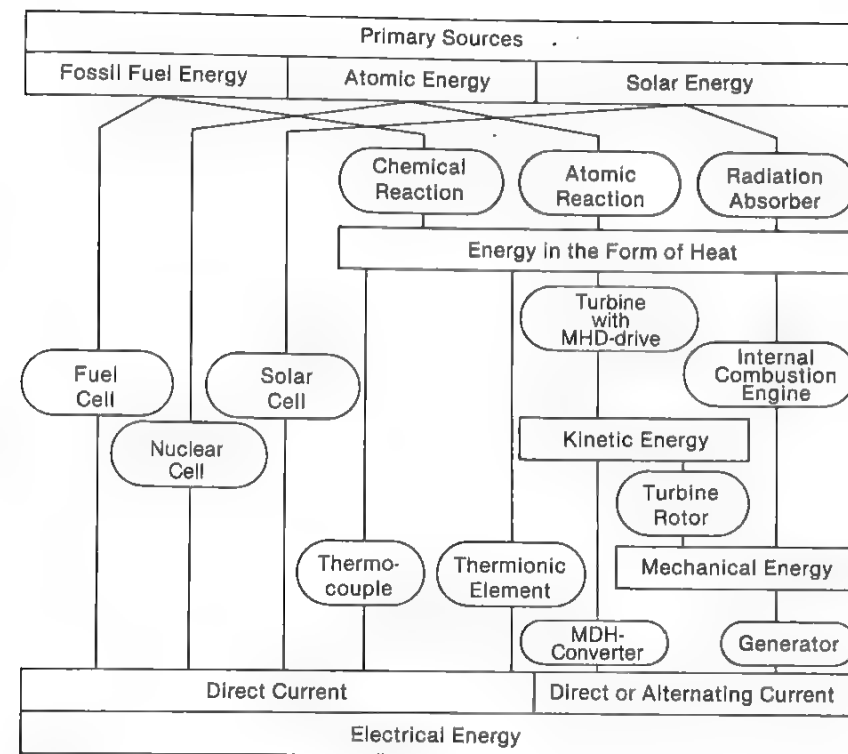 Primary Sources
Fossil Fuel Energy
Atomic Energy
Solar Energy
Chemical
Reaction
Atomic
Reaction
Radiation
Absorber
Energy in the Form of Heat
Turbine
with
MHD-drive
Fuel
Cell
Solar
Cell
Internal
Combustion
Engine
Nuclear
Cell
Kinetic Energy
Turbine
Rotor
Thermo-
couple
Thermionic
Element
Mechanical Energy
MDH-
Converter
Generator
Direct Current
Direct or Alternating Current
Electrical Energy